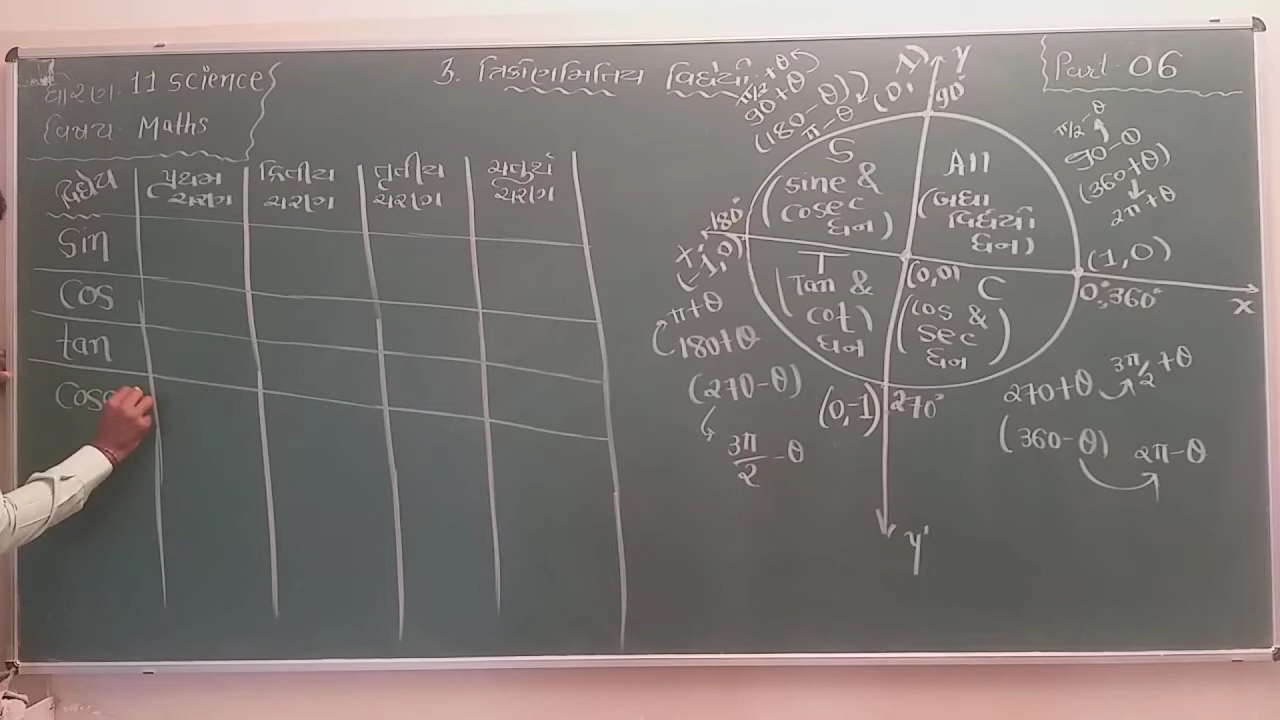 ધોરણ. 11 science
વિષય. Maths
3. ત્રિકોણમિતિય વિધેયો
Part - 06
વિધેય પ્રથમ ચરણ દ્વિતીય ચરણ તૃતીય ચરણ ચતુર્થ ચરણ
Sin
Cos
tan
Cose
π/2 + θ
90+θ
(180-θ)
π-θ
(0,1)
y
90°
π/2 -θ
90-θ
(360+θ)
2π+θ
S
(sine &
cosec
ધન)
All
(બધા
વિધેયો
ધન)
180°
x'
(-1,0)
(1,0)
0°,360°
x
(0,0)
T
(Tan &
cot)
ધન
C
(cos &
sec
ધન)
π+θ
180+θ
(270-θ)
3π/2 -θ
(0,-1)
270°
y'
270+θ
3π/2 +θ
(360-θ)
2π-θ